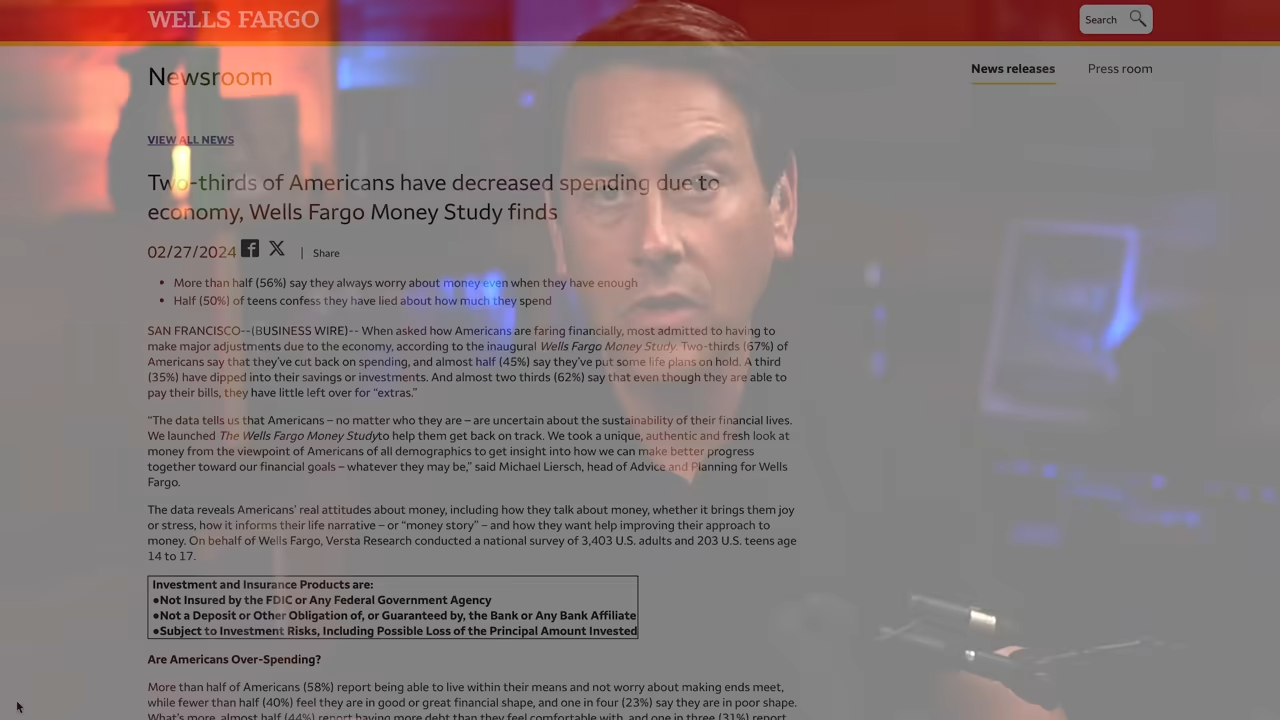 WELLS FARGO
Search
Newsroom
News releases
Press room
VIEW ALL NEWS
Two-thirds of Americans have decreased spending due to
economy, Wells Fargo Money Study finds
02/27/2024
| Share
• More than half (56%) say they always worry about money even when they have enough
• Half (50%) of teens confess they have lied about how much they spend
SAN FRANCISCO--(BUSINESS WIRE)-- When asked how Americans are faring financially, most admitted to having to
make major adjustments due to the economy, according to the inaugural Wells Fargo Money Study. Two-thirds (67%) of
Americans say that they’ve cut back on spending, and almost half (45%) say they’ve put some life plans on hold. A third
(35%) have dipped into their savings or investments. And almost two thirds (62%) say that even though they are able to
pay their bills, they have little left over for “extras.”
“The data tells us that Americans – no matter who they are – are uncertain about the sustainability of their financial lives.
We launched The Wells Fargo Money Studyto help them get back on track. We took a unique, authentic and fresh look at
money from the viewpoint of Americans of all demographics to get insight into how we can make better progress
together toward our financial goals – whatever they may be,” said Michael Liersch, head of Advice and Planning for Wells
Fargo.
The data reveals Americans’ real attitudes about money, including how they talk about money, whether it brings them joy
or stress, how it informs their life narrative – or “money story” – and how they want help improving their approach to
money. On behalf of Wells Fargo, Versta Research conducted a national survey of 3,403 U.S. adults and 203 U.S. teens age
14 to 17.
Investment and Insurance Products are:
●Not Insured by the FDIC or Any Federal Government Agency
●Not a Deposit or Other Obligation of, or Guaranteed by, the Bank or Any Bank Affiliate
●Subject to Investment Risks, Including Possible Loss of the Principal Amount Invested
Are Americans Over-Spending?
More than half of Americans (58%) report being able to live within their means and not worry about making ends meet,
while fewer than half (40%) feel they are in good or great financial shape, and one in four (23%) say they are in poor shape.
What’s more, almost half (44%) report having more debt than they feel comfortable with, and one in three (31%) report